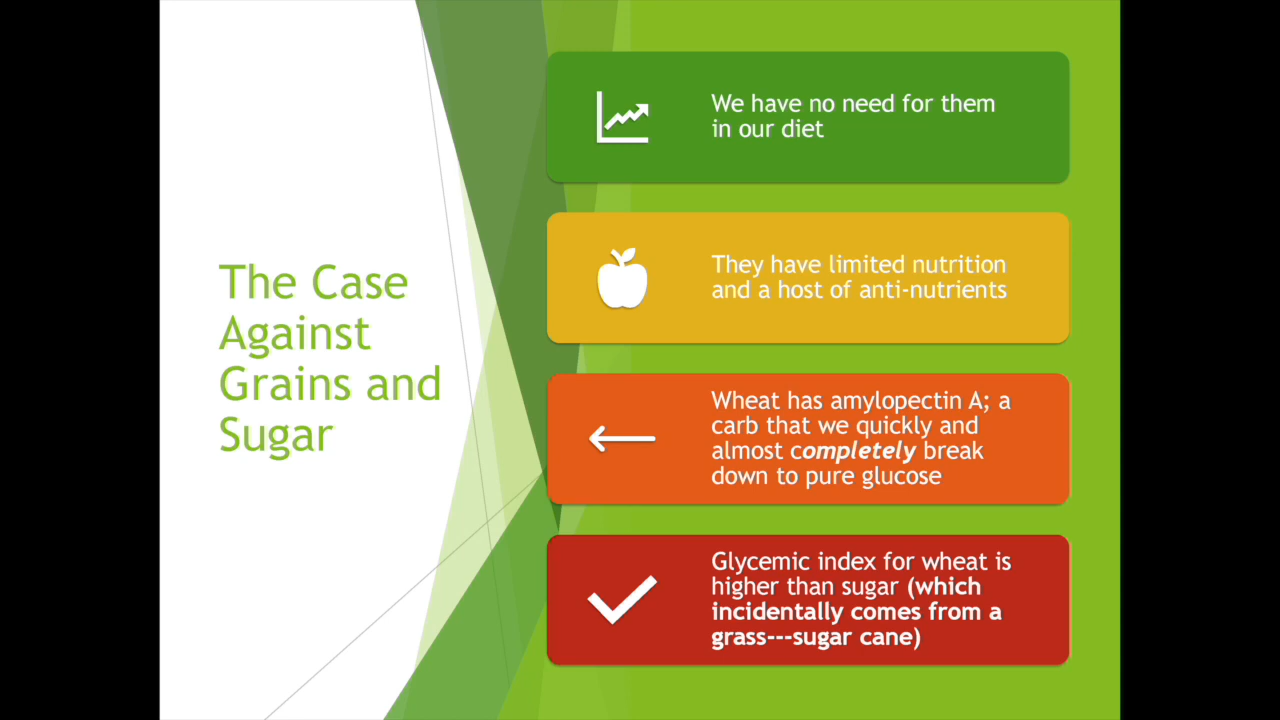 The Case
Against
Grains and
Sugar
We have no need for them
in our diet
They have limited nutrition
and a host of anti-nutrients
Wheat has amylopectin A; a
carb that we quickly and
almost completely break
down to pure glucose
Glycemic index for wheat is
higher than sugar (which
incidentally comes from a
grass---sugar cane)